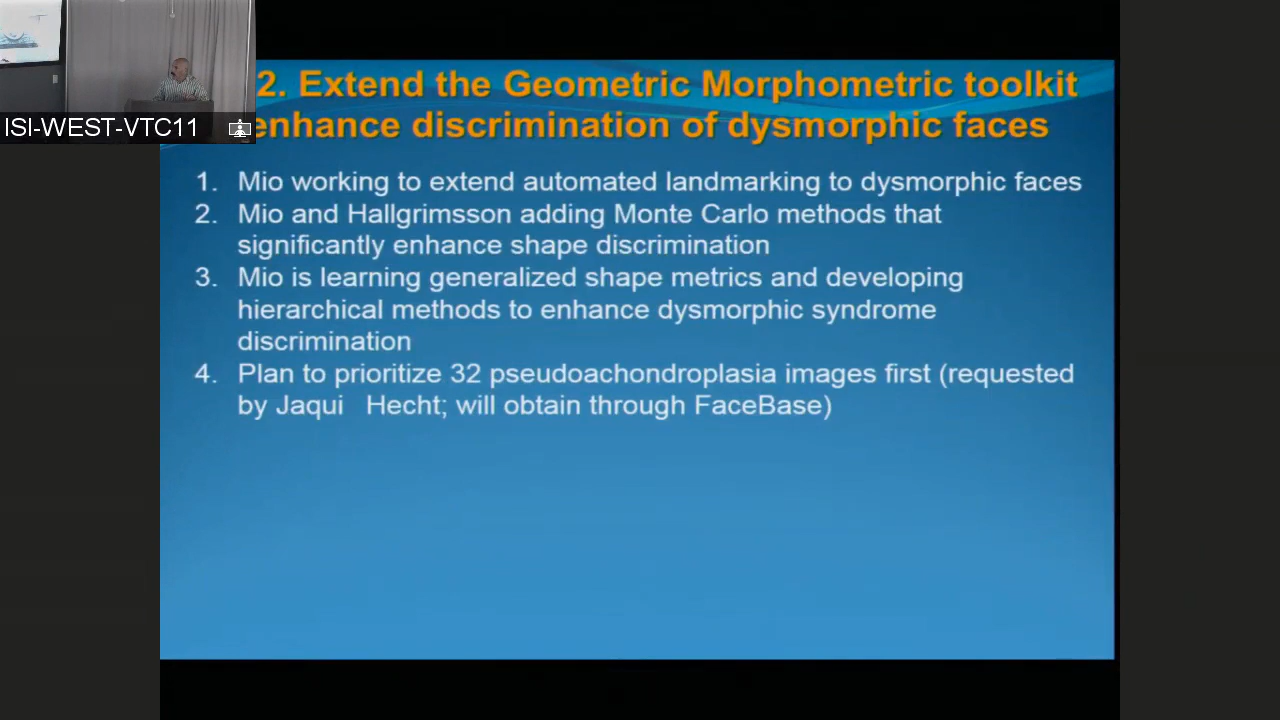 ISI-WEST-VTC11
2. Extend the Geometric Morphometric toolkit
enhance discrimination of dysmorphic faces
1. Mio working to extend automated landmarking to dysmorphic faces
2. Mio and Hallgrimsson adding Monte Carlo methods that
significantly enhance shape discrimination
3. Mio is learning generalized shape metrics and developing
hierarchical methods to enhance dysmorphic syndrome
discrimination
4. Plan to prioritize 32 pseudoachondroplasia images first (requested
by Jaqui Hecht; will obtain through FaceBase)